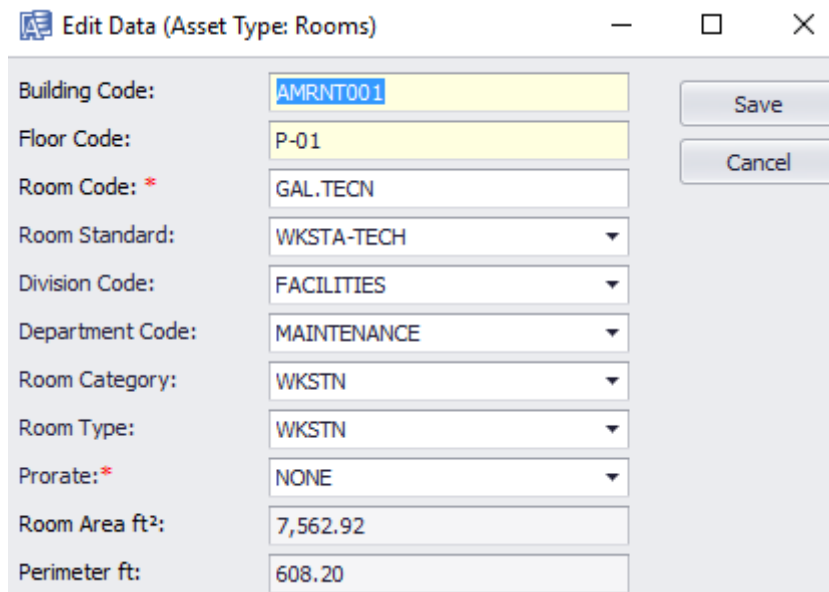 Edit Data (Asset Type: Rooms)
Building Code: AMRNT001
Save
Floor Code: P-01
Cancel
Room Code: * GAL.TECN
Room Standard: WKSTA-TECH
Division Code: FACILITIES
Department Code: MAINTENANCE
Room Category: WKSTN
Room Type: WKSTN
Prorate:* NONE
Room Area ft²: 7,562.92
Perimeter ft: 608.20